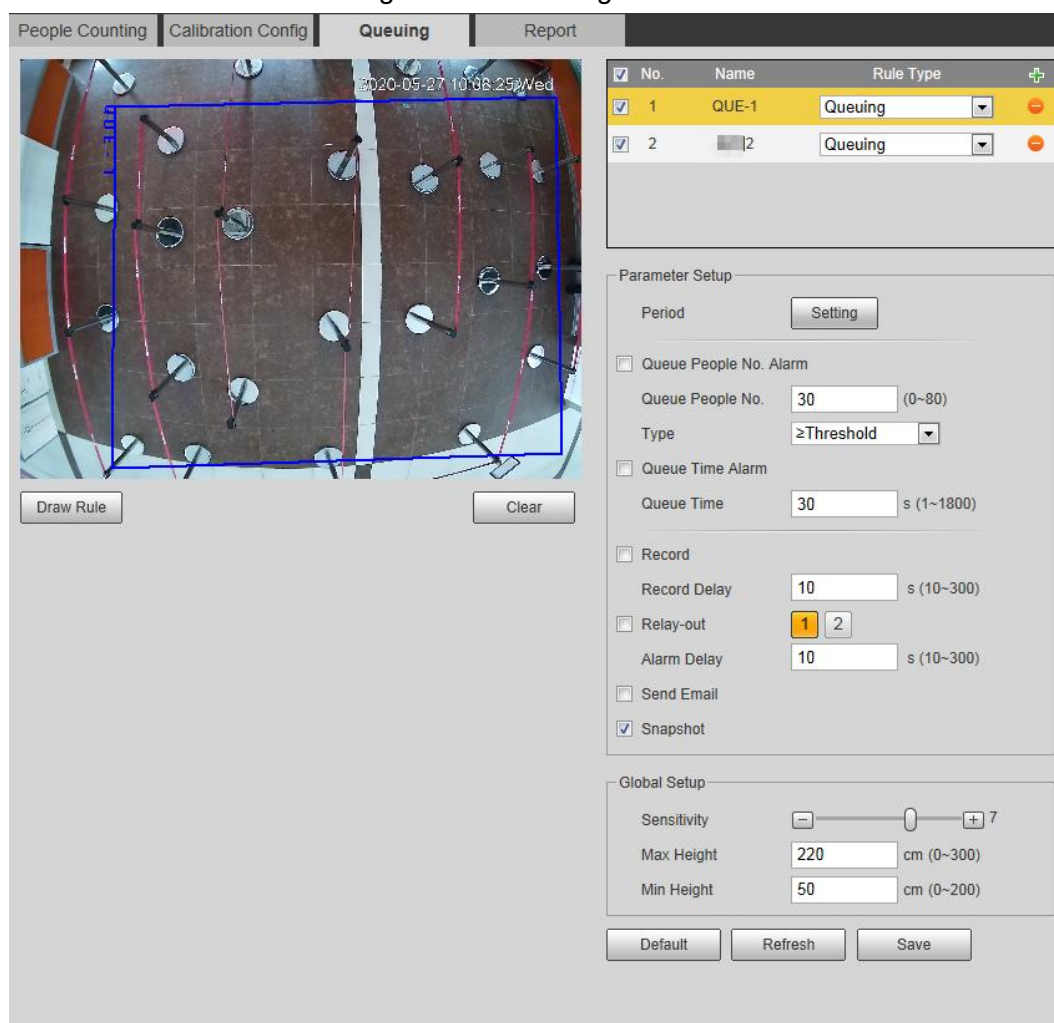 People Counting Calibration Config Queuing Report
2020-05-27 10:08:25 Wed
QUE-1
Draw Rule Clear
No. Name Rule Type
1 QUE-1 Queuing
2 2 Queuing
Parameter Setup
Period Setting
Queue People No. Alarm
Queue People No. 30 (0~80)
Type ≥Threshold
Queue Time Alarm
Queue Time 30 s (1~1800)
Record
Record Delay 10 s (10~300)
Relay-out 1 2
Alarm Delay 10 s (10~300)
Send Email
Snapshot
Global Setup
Sensitivity 7
Max Height 220 cm (0~300)
Min Height 50 cm (0~200)
Default Refresh Save